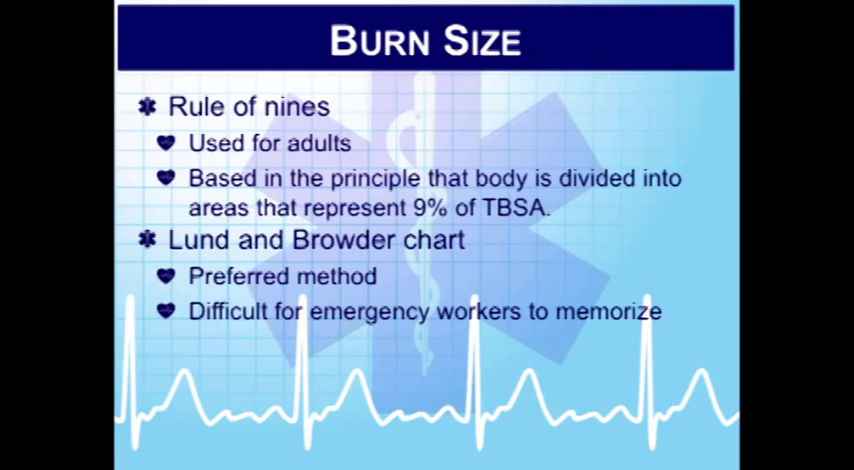 BURN SIZE
Rule of nines
Used for adults
Based in the principle that body is divided into
areas that represent 9% of TBSA.
Lund and Browder chart
Preferred method
Difficult for emergency workers to memorize